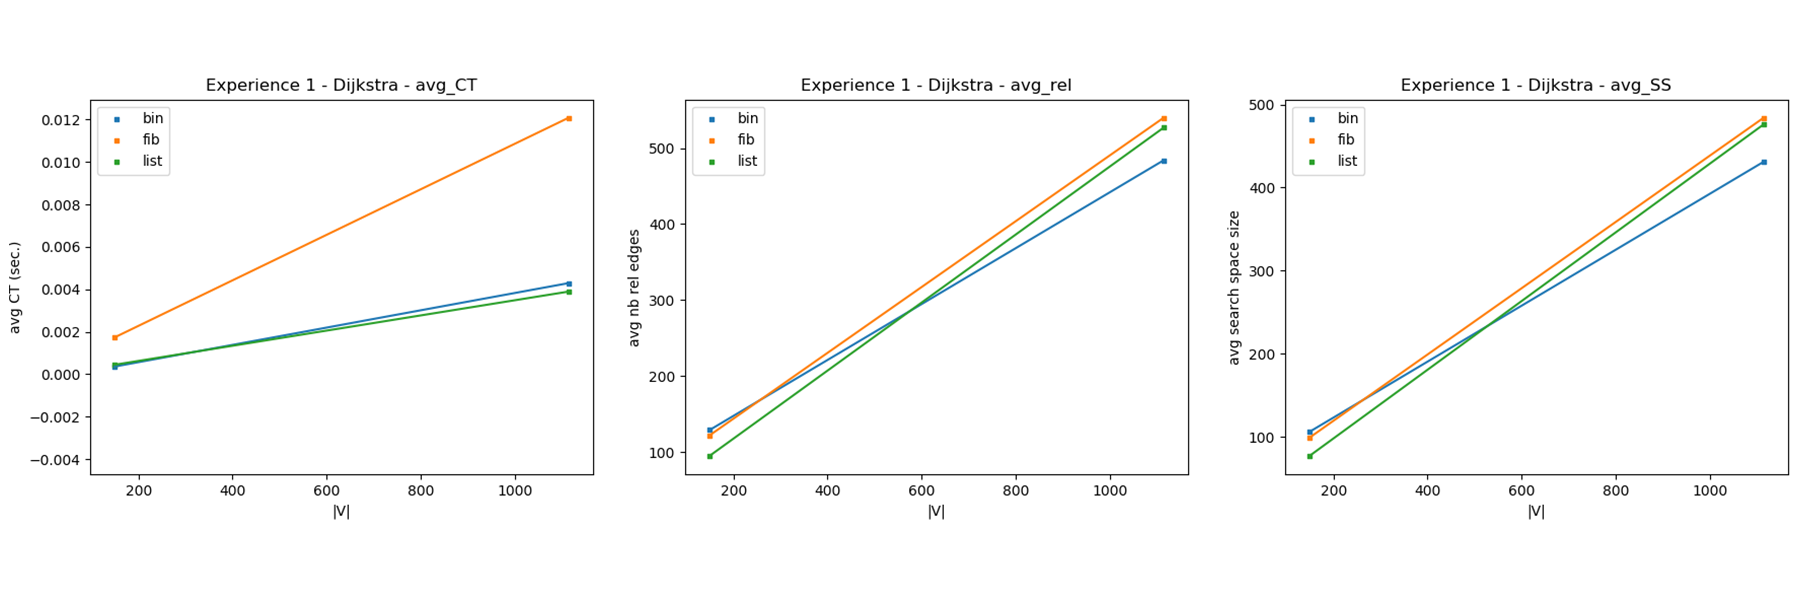 Experience 1 - Dijkstra - avg_CT
bin
fib
list
0.012
0.010
0.008
0.006
0.004
0.002
0.000
−0.002
−0.004
avg CT (sec.)
200 400 600 800 1000
|V|
Experience 1 - Dijkstra - avg_rel
bin
fib
list
500
400
300
200
100
avg nb rel edges
200 400 600 800 1000
|V|
Experience 1 - Dijkstra - avg_SS
bin
fib
list
500
400
300
200
100
avg search space size
200 400 600 800 1000
|V|